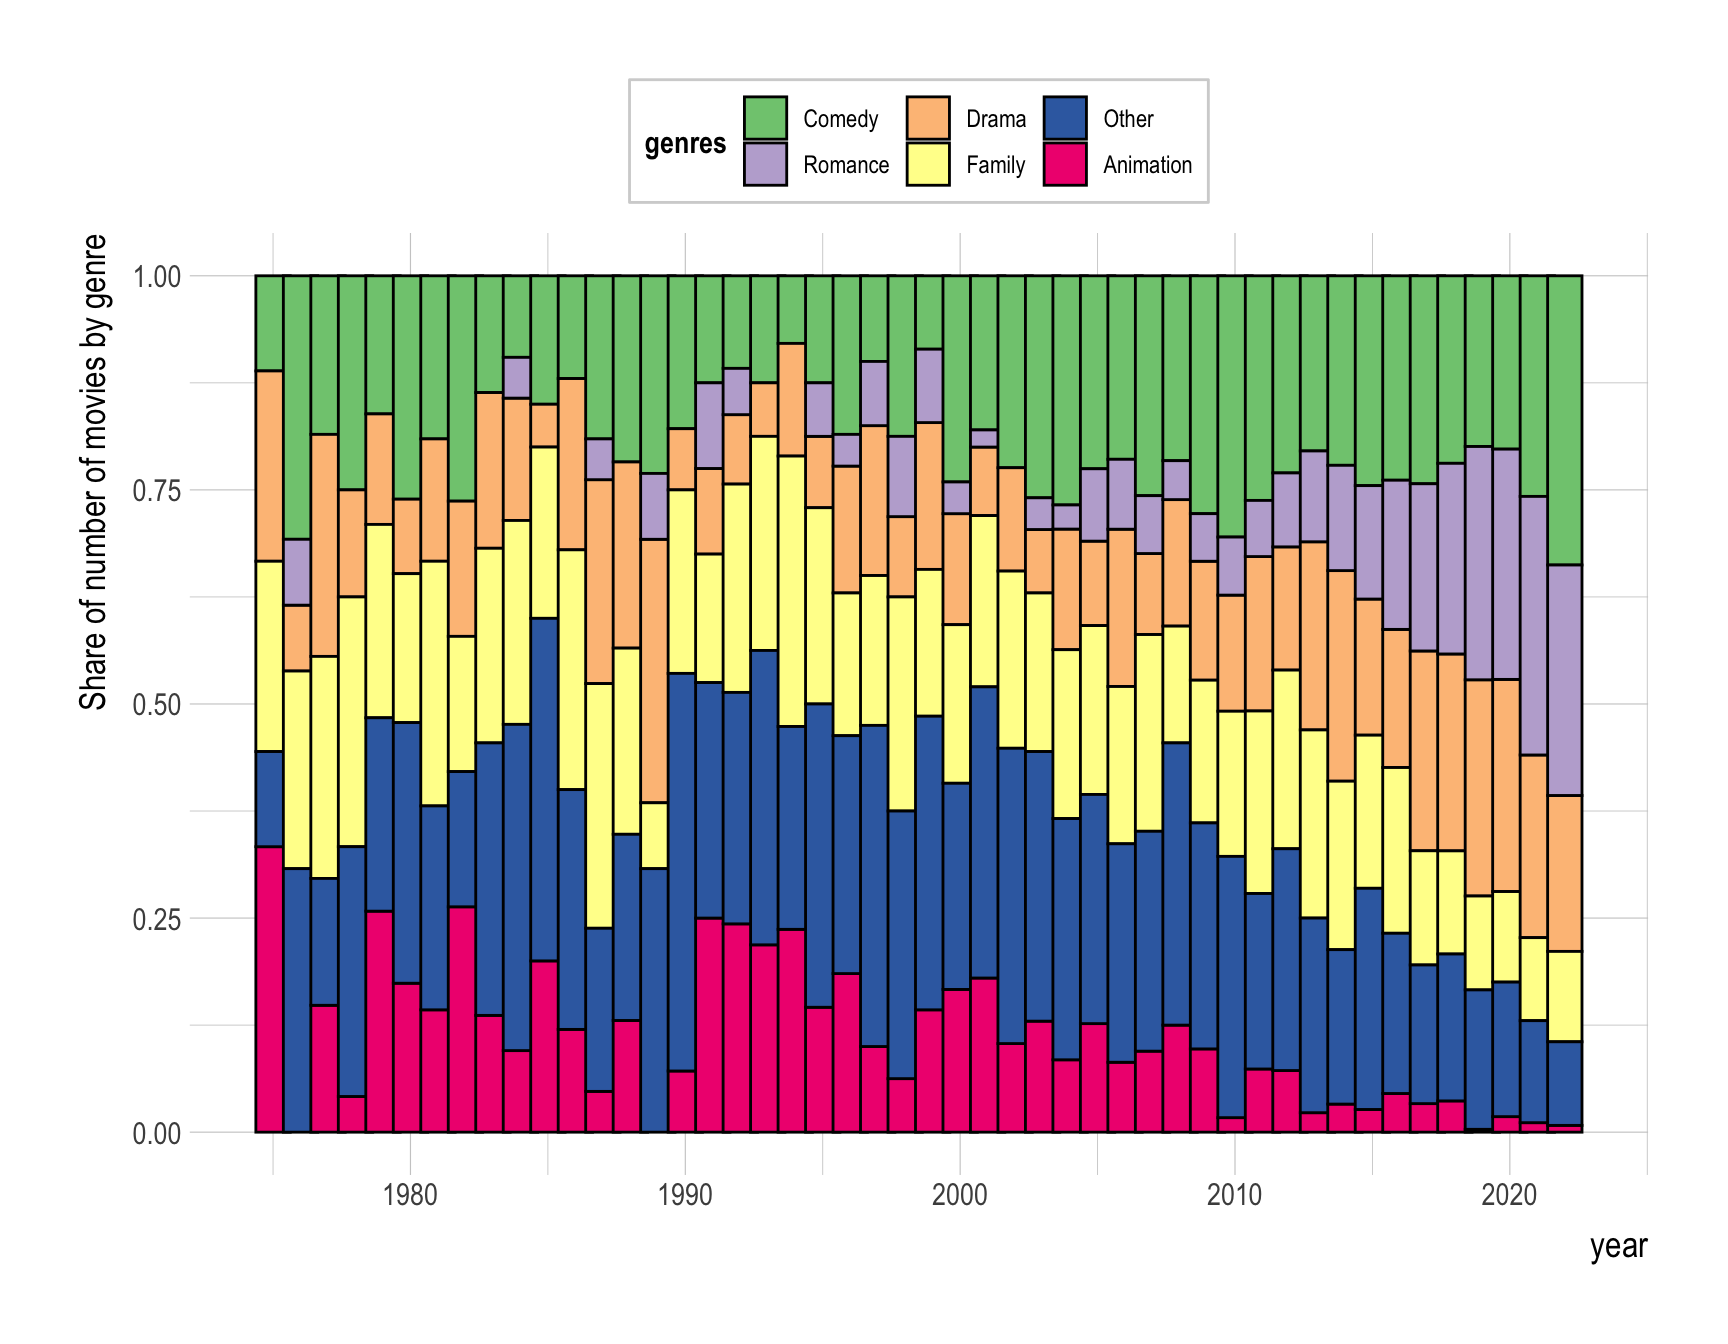 genres
Comedy
Drama
Other
Romance
Family
Animation
Share of number of movies by genre
1.00
0.75
0.50
0.25
0.00
1980
1990
2000
2010
2020
year